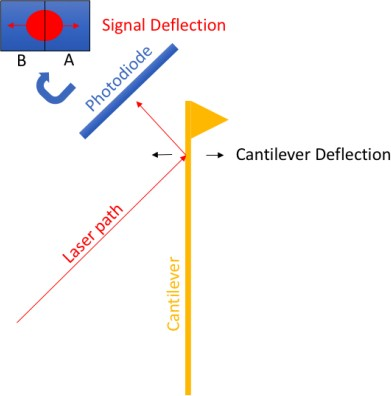 Signal Deflection
B A
Photodiode
Cantilever Deflection
Laser path
Cantilever